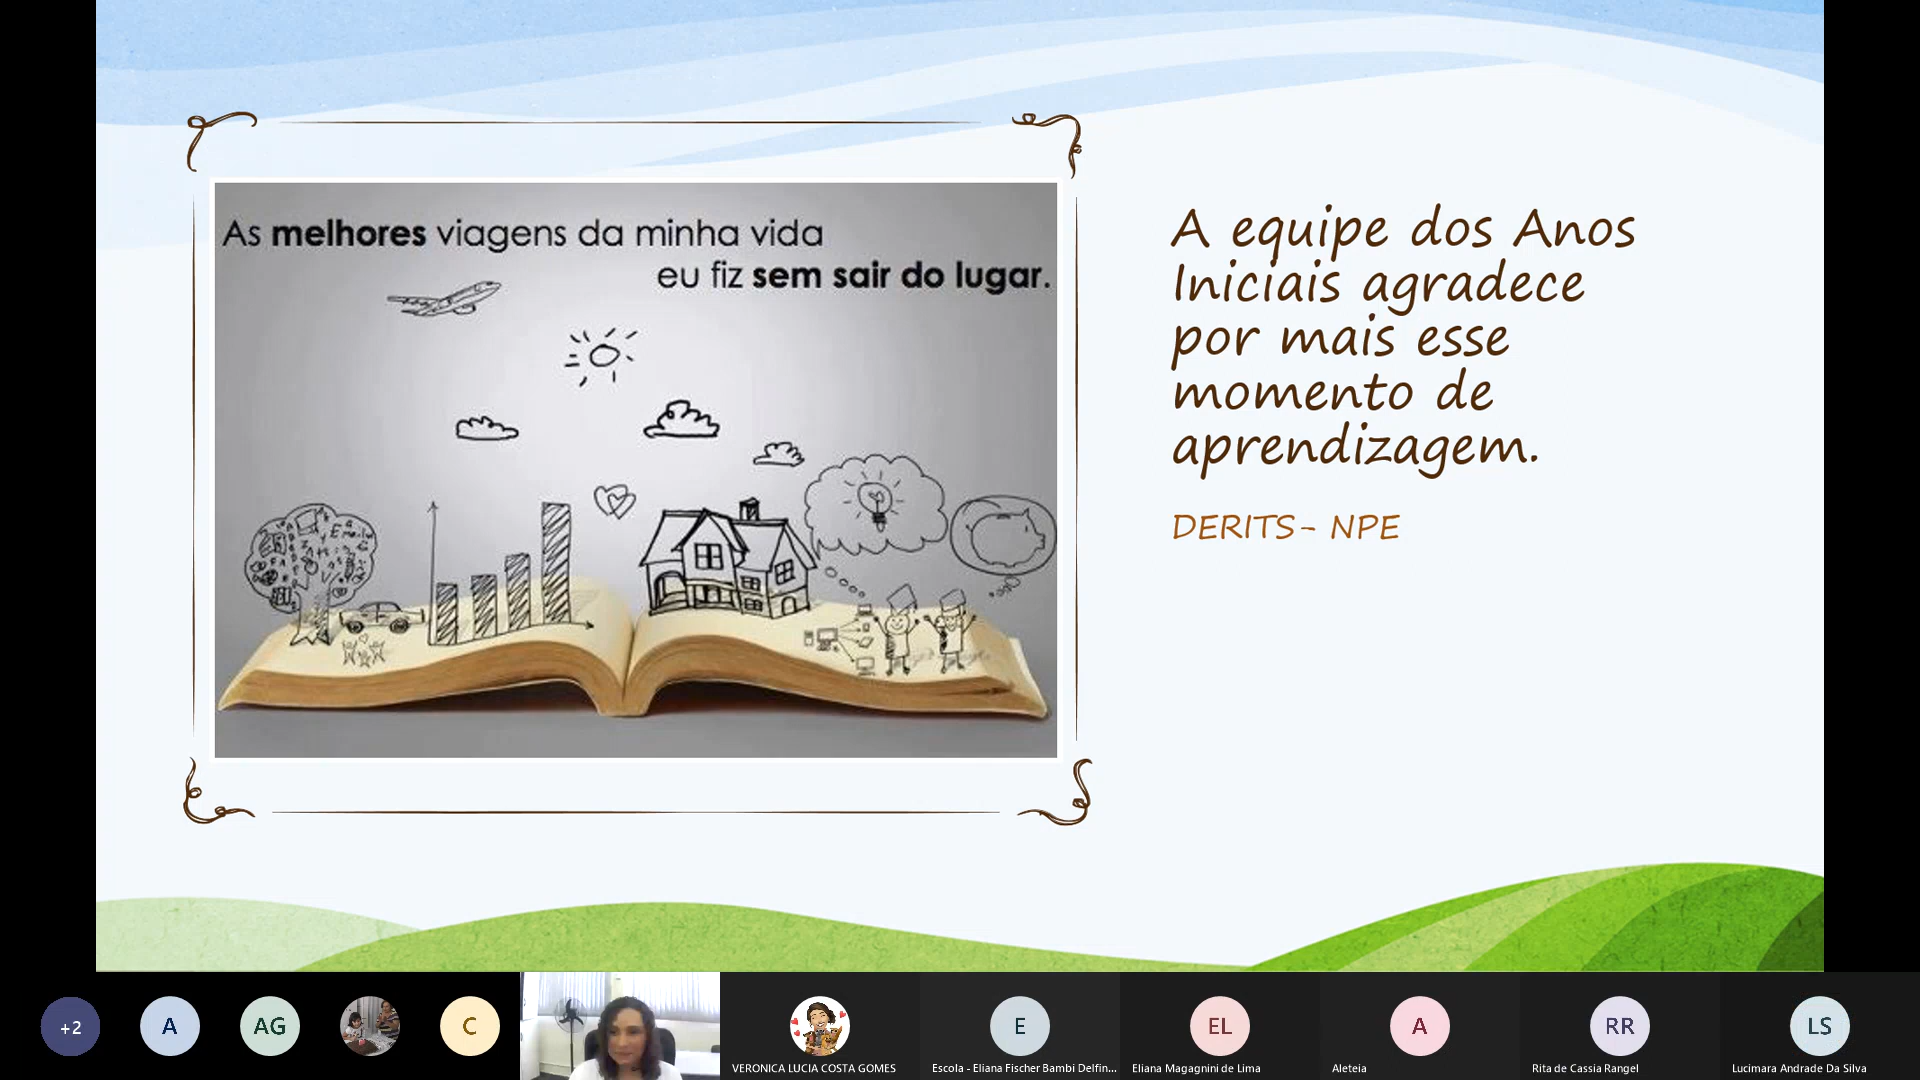 As melhores viagens da minha vida
eu fiz sem sair do lugar.
A equipe dos Anos
Iniciais agradece
por mais esse
momento de
aprendizagem.
DERITS- NPE
+2
A
AG
C
E
EL
A
RR
LS
VERONICA LUCIA COSTA GOMES
Escola - Eliana Fischer Bambi Delfin...
Eliana Magagnini de Lima
Aleteia
Rita de Cassia Rangel
Lucimara Andrade Da Silva